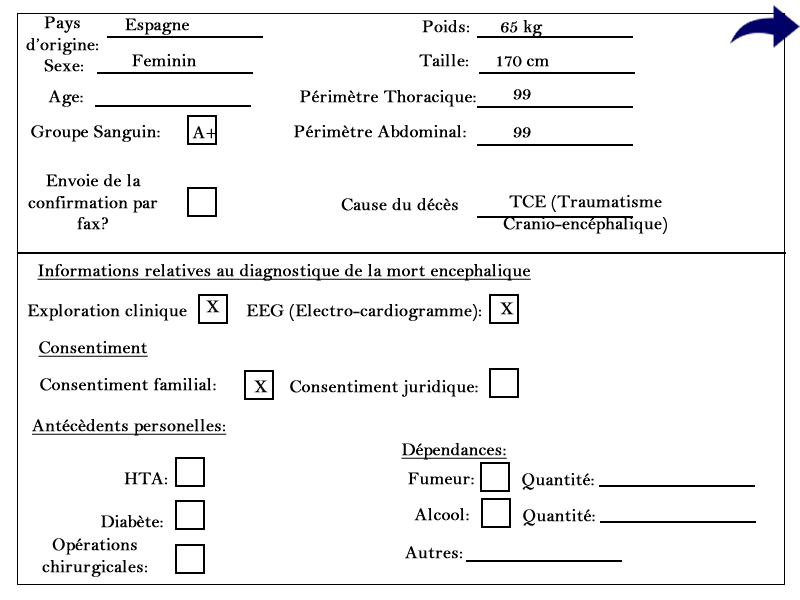 Pays d'origine: Espagne
Poids: 65 kg
Sexe: Feminin
Taille: 170 cm
Age:
Périmètre Thoracique: 99
Groupe Sanguin: A+
Périmètre Abdominal: 99
Envoie de la
confirmation par
fax?
Cause du décès
TCE (Traumatisme
Cranio-encéphalique)
Informations relatives au diagnostique de la mort encephalique
Exploration clinique X
EEG (Electro-cardiogramme): X
Consentiment
Consentiment familial: X
Consentiment juridique:
Antécèdents personelles:
HTA:
Diabète:
Opérations
chirurgicales:
Dépendances:
Fumeur:
Quantité:
Alcool:
Quantité:
Autres: